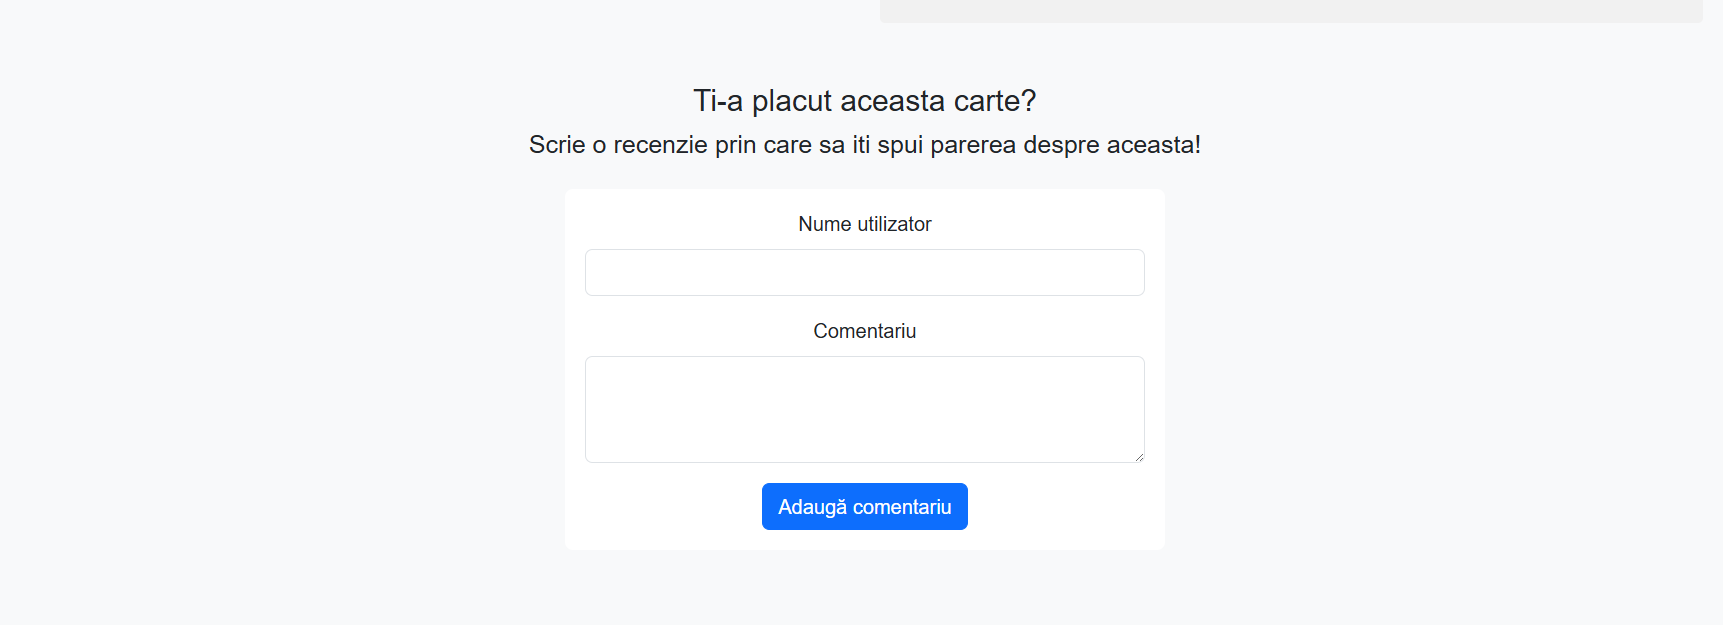 Ti-a placut aceasta carte?
Scrie o recenzie prin care sa iti spui parerea despre aceasta!
Nume utilizator
Comentariu
Adaugă comentariu